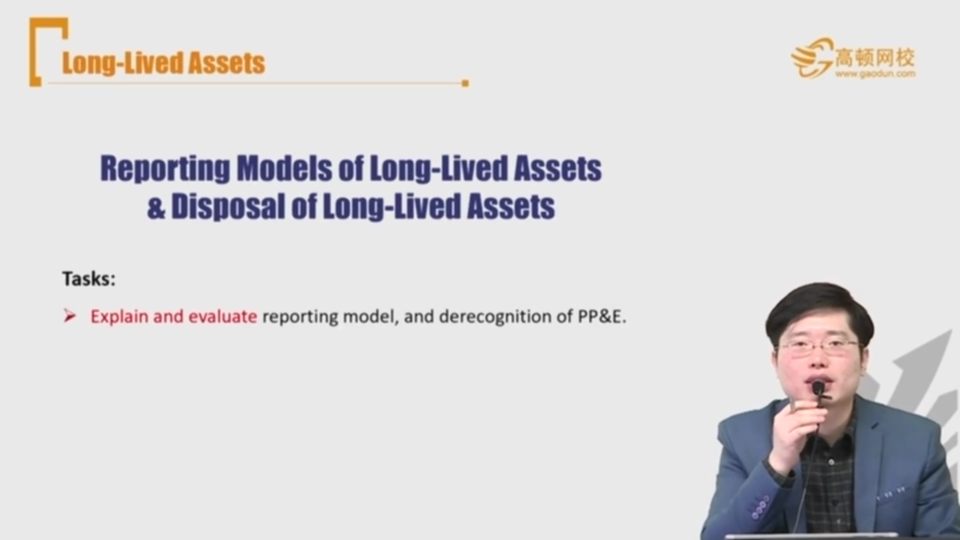 Long-Lived Assets
高顿网校
www.gaodun.com
Reporting Models of Long-Lived Assets
& Disposal of Long-Lived Assets
Tasks:
Explain and evaluate reporting model, and derecognition of PP&E.